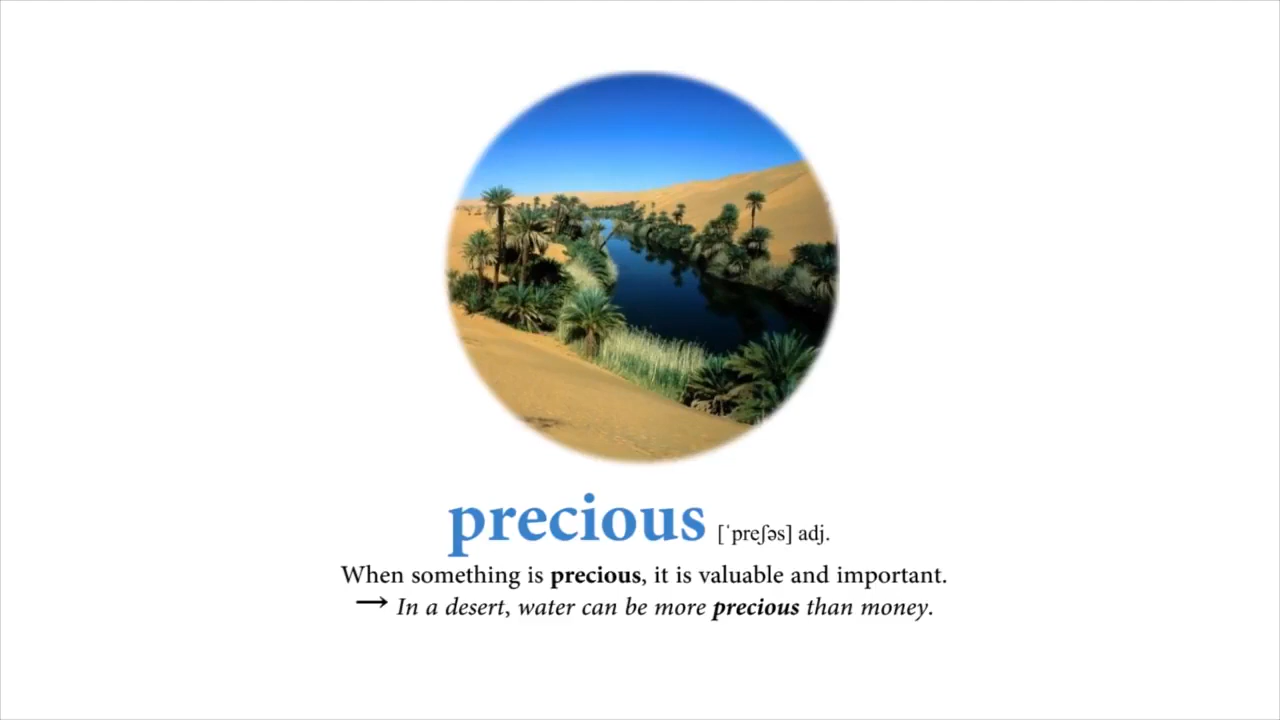 precious [ˈpreʃəs] adj.
When something is precious, it is valuable and important.
→ In a desert, water can be more precious than money.